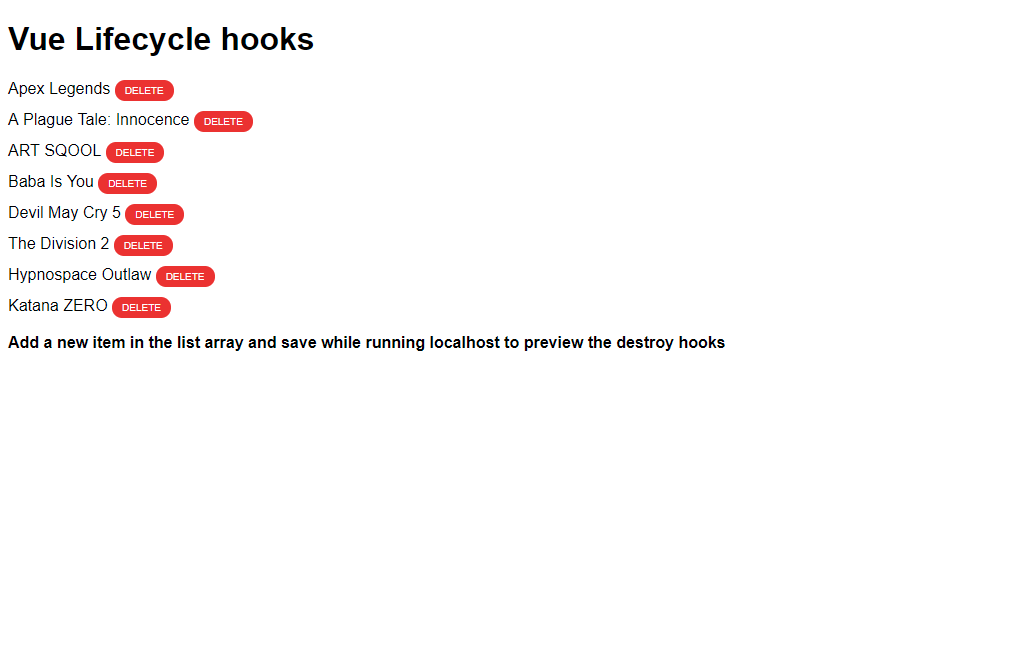 Vue Lifecycle hooks
Apex Legends DELETE
A Plague Tale: Innocence DELETE
ART SQOOL DELETE
Baba Is You DELETE
Devil May Cry 5 DELETE
The Division 2 DELETE
Hypnospace Outlaw DELETE
Katana ZERO DELETE
Add a new item in the list array and save while running localhost to preview the destroy hooks